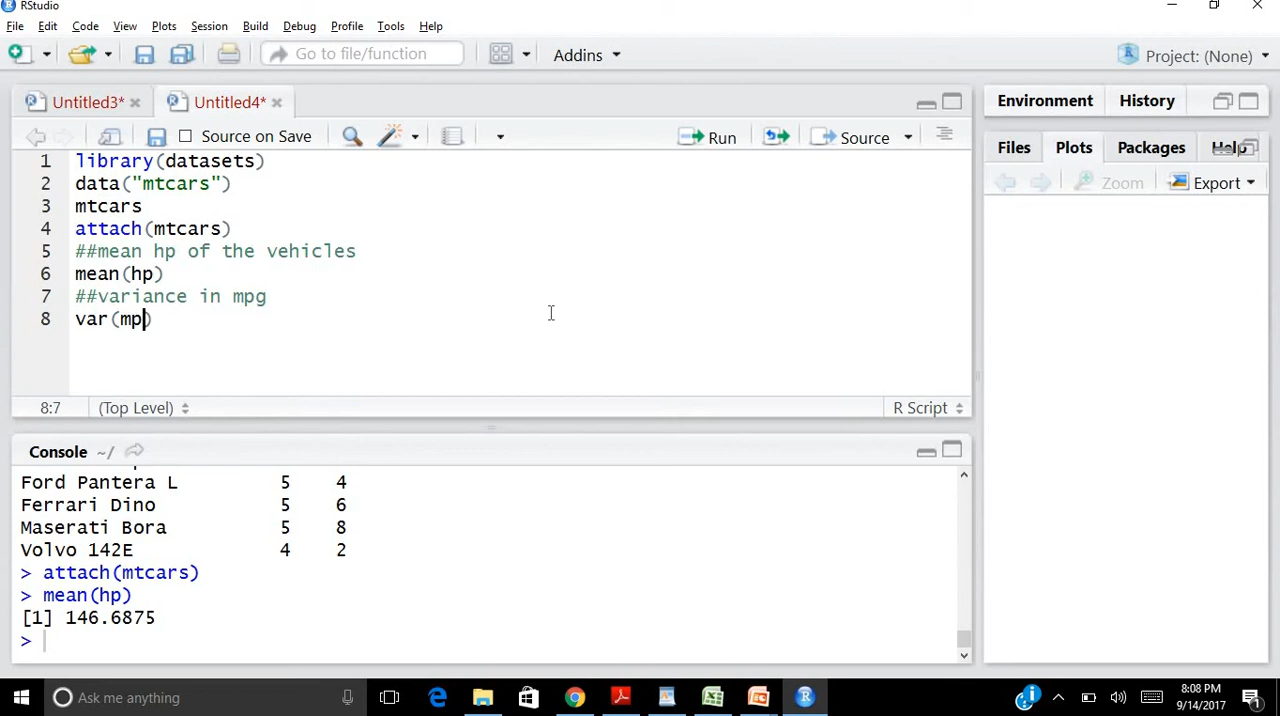 RStudio
File Edit Code View Plots Session Build Debug Profile Tools Help
Go to file/function Addins Project: (None)
Untitled3* Untitled4* Environment History
Source on Save Run Source Files Plots Packages Help
Zoom Export
1 library(datasets)
2 data("mtcars")
3 mtcars
4 attach(mtcars)
5 ##mean hp of the vehicles
6 mean(hp)
7 ##variance in mpg
8 var(mp)
8:7 (Top Level) R Script
Console ~/
Ford Pantera L 5 4
Ferrari Dino 5 6
Maserati Bora 5 8
Volvo 142E 4 2
> attach(mtcars)
> mean(hp)
[1] 146.6875
>
Ask me anything 8:08 PM
9/14/2017